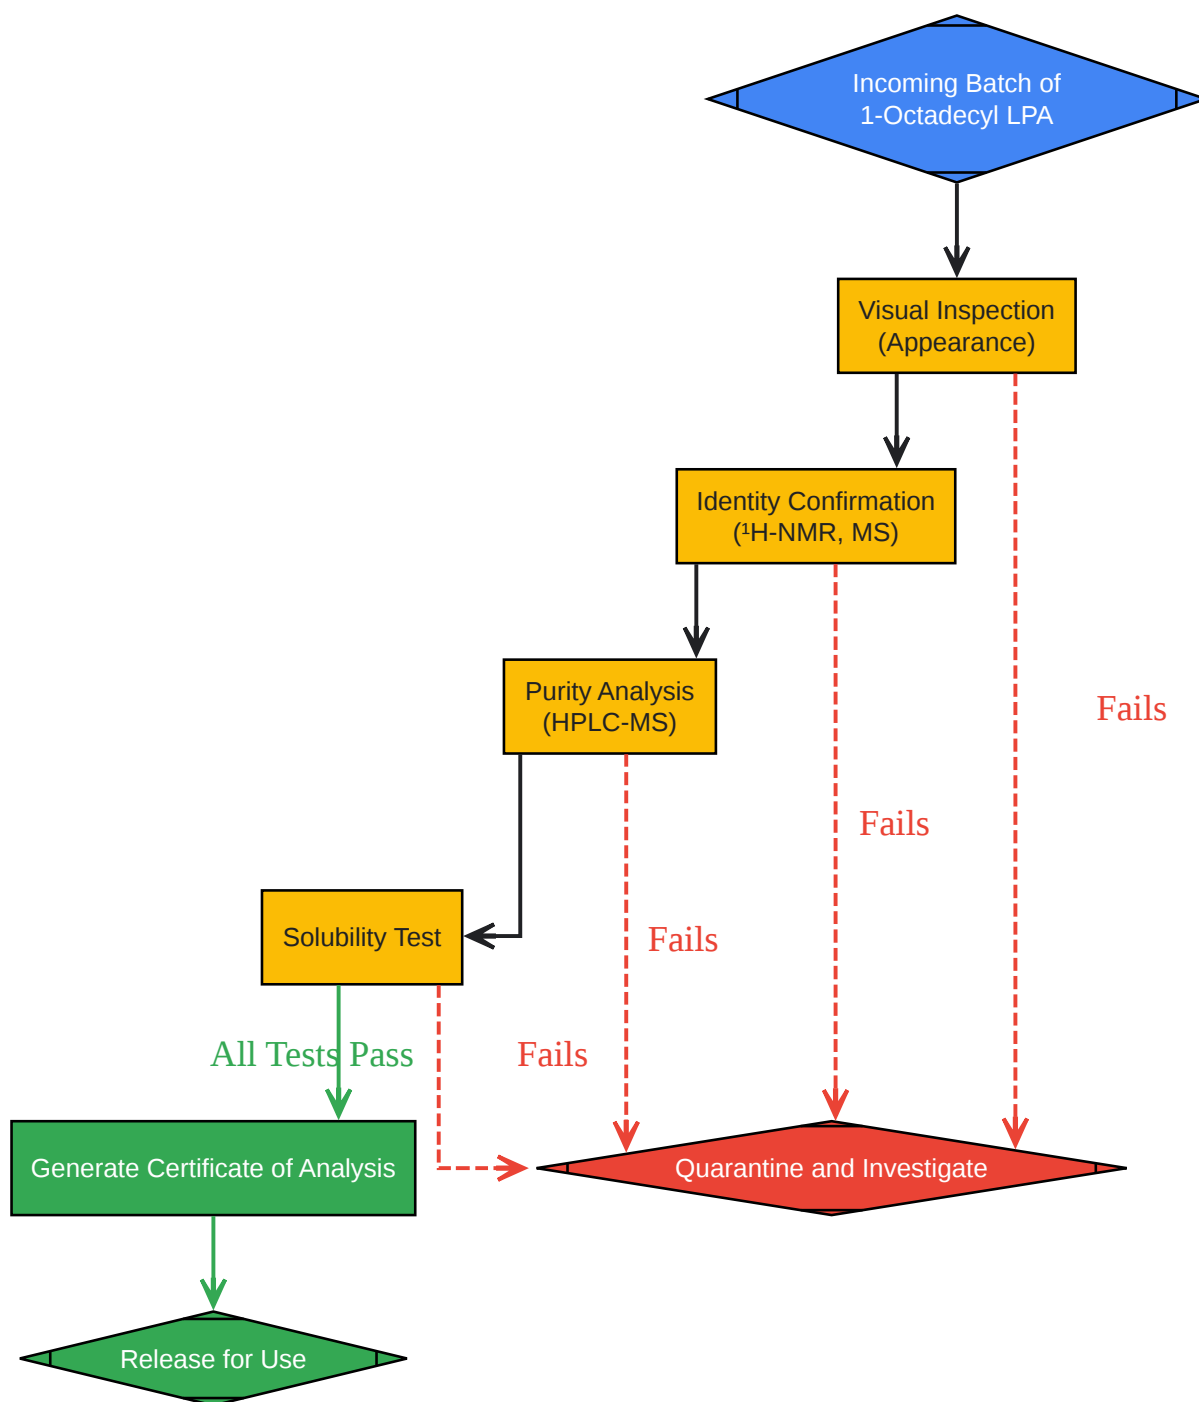 Incoming Batch of
1-Octadecyl LPA
Visual Inspection
(Appearance)
Identity Confirmation
(¹H-NMR, MS)
Purity Analysis
(HPLC-MS)
Fails
Fails
Solubility Test
Fails
All Tests Pass
Fails
Generate Certificate of Analysis
Quarantine and Investigate
Release for Use